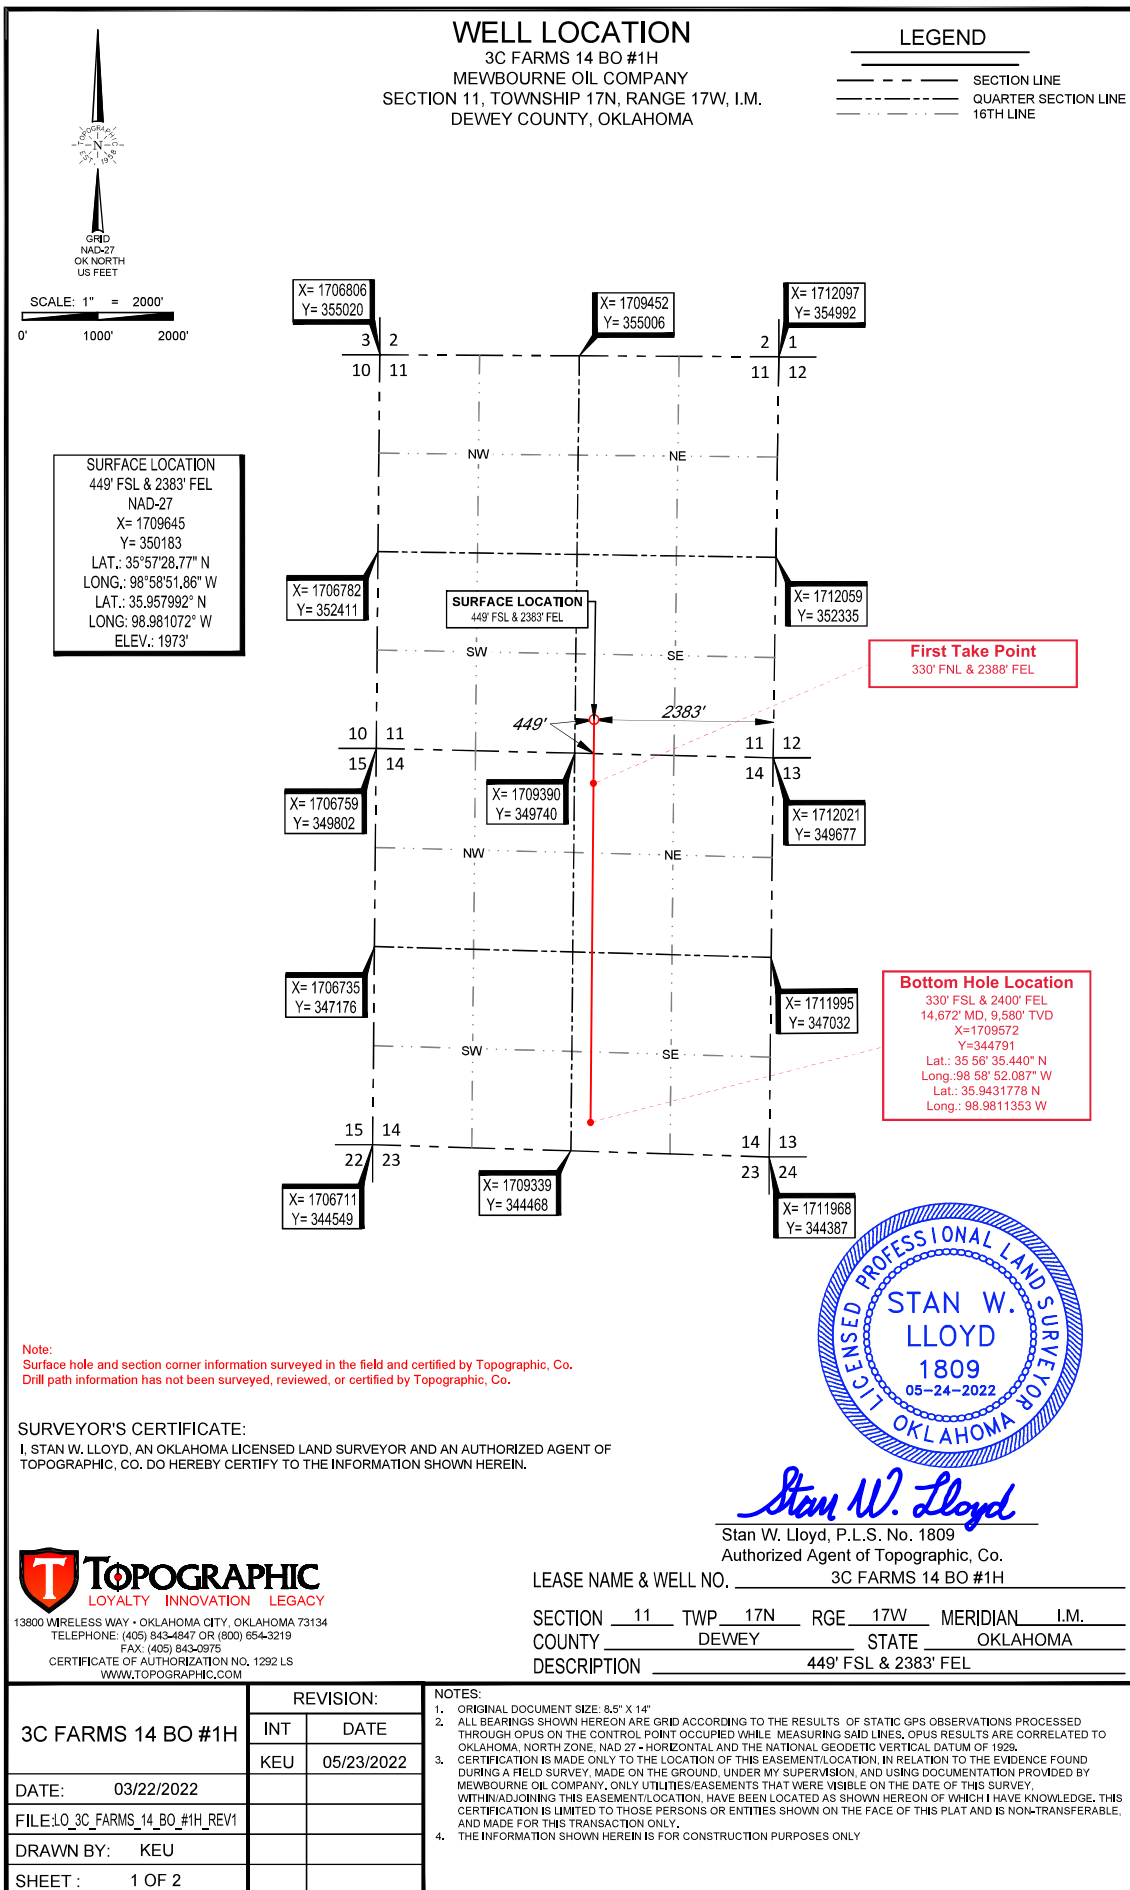 WELL LOCATION
3C FARMS 14 BO #1H
MEWBOURNE OIL COMPANY
SECTION 11, TOWNSHIP 17N, RANGE 17W, I.M.
DEWEY COUNTY, OKLAHOMA
LEGEND
SECTION LINE
QUARTER SECTION LINE
16TH LINE
TOPOGRAPHIC
N
EST. 1958
GRID
NAD-27
OK NORTH
US FEET
SCALE: 1" = 2000'
0' 1000' 2000'
X= 1706806
Y= 355020
X= 1709452
Y= 355006
X= 1712097
Y= 354992
3 2
10 11
2 1
11 12
NW
NE
SURFACE LOCATION
449' FSL & 2383' FEL
NAD-27
X= 1709645
Y= 350183
LAT.: 35°57'28.77" N
LONG.: 98°58'51.86" W
LAT.: 35.957992° N
LONG: 98.981072° W
ELEV.: 1973'
X= 1706782
Y= 352411
SURFACE LOCATION
449' FSL & 2383' FEL
X= 1712059
Y= 352335
SW
SE
First Take Point
330' FNL & 2388' FEL
449'
2383'
10 11
15 14
11 12
14 13
X= 1706759
Y= 349802
X= 1709390
Y= 349740
X= 1712021
Y= 349677
NW
NE
X= 1706735
Y= 347176
X= 1711995
Y= 347032
Bottom Hole Location
330' FSL & 2400' FEL
14,672' MD, 9,580' TVD
X=1709572
Y=344791
Lat.: 35 56' 35.440" N
Long.:98 58' 52.087" W
Lat.: 35.9431778 N
Long.: 98.9811353 W
SW
SE
15 14
22 23
14 13
23 24
X= 1706711
Y= 344549
X= 1709339
Y= 344468
X= 1711968
Y= 344387
LICENSED PROFESSIONAL LAND SURVEYOR
STAN W.
LLOYD
1809
05-24-2022
OKLAHOMA
Note:
Surface hole and section corner information surveyed in the field and certified by Topographic, Co.
Drill path information has not been surveyed, reviewed, or certified by Topographic, Co.
SURVEYOR'S CERTIFICATE:
I, STAN W. LLOYD, AN OKLAHOMA LICENSED LAND SURVEYOR AND AN AUTHORIZED AGENT OF
TOPOGRAPHIC, CO. DO HEREBY CERTIFY TO THE INFORMATION SHOWN HEREIN.
Stan W. Lloyd
Stan W. Lloyd, P.L.S. No. 1809
Authorized Agent of Topographic, Co.
T TOPOGRAPHIC
LOYALTY INNOVATION LEGACY
13800 WIRELESS WAY • OKLAHOMA CITY, OKLAHOMA 73134
TELEPHONE: (405) 843-4847 OR (800) 654-3219
FAX: (405) 843-0975
CERTIFICATE OF AUTHORIZATION NO. 1292 LS
WWW.TOPOGRAPHIC.COM
LEASE NAME & WELL NO. 3C FARMS 14 BO #1H
SECTION 11 TWP 17N RGE 17W MERIDIAN I.M.
COUNTY DEWEY STATE OKLAHOMA
DESCRIPTION 449' FSL & 2383' FEL
3C FARMS 14 BO #1H
DATE: 03/22/2022
FILE:LO_3C_FARMS_14_BO_#1H_REV1
DRAWN BY: KEU
SHEET : 1 OF 2
REVISION:
INT DATE
KEU 05/23/2022
NOTES:
1. ORIGINAL DOCUMENT SIZE: 8.5" X 14"
2. ALL BEARINGS SHOWN HEREON ARE GRID ACCORDING TO THE RESULTS OF STATIC GPS OBSERVATIONS PROCESSED
THROUGH OPUS ON THE CONTROL POINT OCCUPIED WHILE MEASURING SAID LINES. OPUS RESULTS ARE CORRELATED TO
OKLAHOMA, NORTH ZONE, NAD 27 - HORIZONTAL AND THE NATIONAL GEODETIC VERTICAL DATUM OF 1929.
3. CERTIFICATION IS MADE ONLY TO THE LOCATION OF THIS EASEMENT/LOCATION, IN RELATION TO THE EVIDENCE FOUND
DURING A FIELD SURVEY, MADE ON THE GROUND, UNDER MY SUPERVISION, AND USING DOCUMENTATION PROVIDED BY
MEWBOURNE OIL COMPANY. ONLY UTILITIES/EASEMENTS THAT WERE VISIBLE ON THE DATE OF THIS SURVEY,
WITHIN/ADJOINING THIS EASEMENT/LOCATION, HAVE BEEN LOCATED AS SHOWN HEREON OF WHICH I HAVE KNOWLEDGE. THIS
CERTIFICATION IS LIMITED TO THOSE PERSONS OR ENTITIES SHOWN ON THE FACE OF THIS PLAT AND IS NON-TRANSFERABLE,
AND MADE FOR THIS TRANSACTION ONLY.
4. THE INFORMATION SHOWN HEREIN IS FOR CONSTRUCTION PURPOSES ONLY